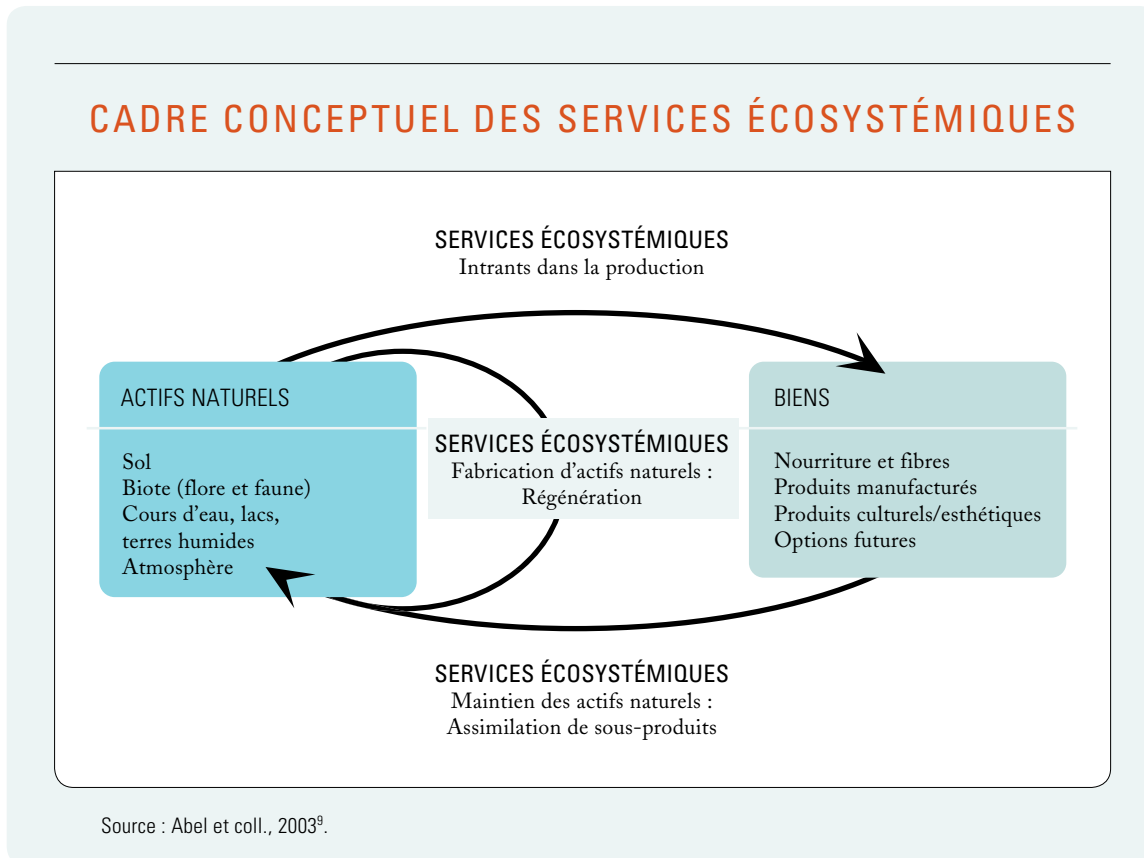 CADRE CONCEPTUEL DES SERVICES ÉCOSYSTÉMIQUES
SERVICES ÉCOSYSTÉMIQUES
Intrants dans la production
ACTIFS NATURELS
Sol
Biote (flore et faune)
Cours d'eau, lacs,
terres humides
Atmosphère
SERVICES ÉCOSYSTÉMIQUES
Fabrication d'actifs naturels :
Régénération
BIENS
Nourriture et fibres
Produits manufacturés
Produits culturels/esthétiques
Options futures
SERVICES ÉCOSYSTÉMIQUES
Maintien des actifs naturels :
Assimilation de sous-produits
Source : Abel et coll., 2003⁹.